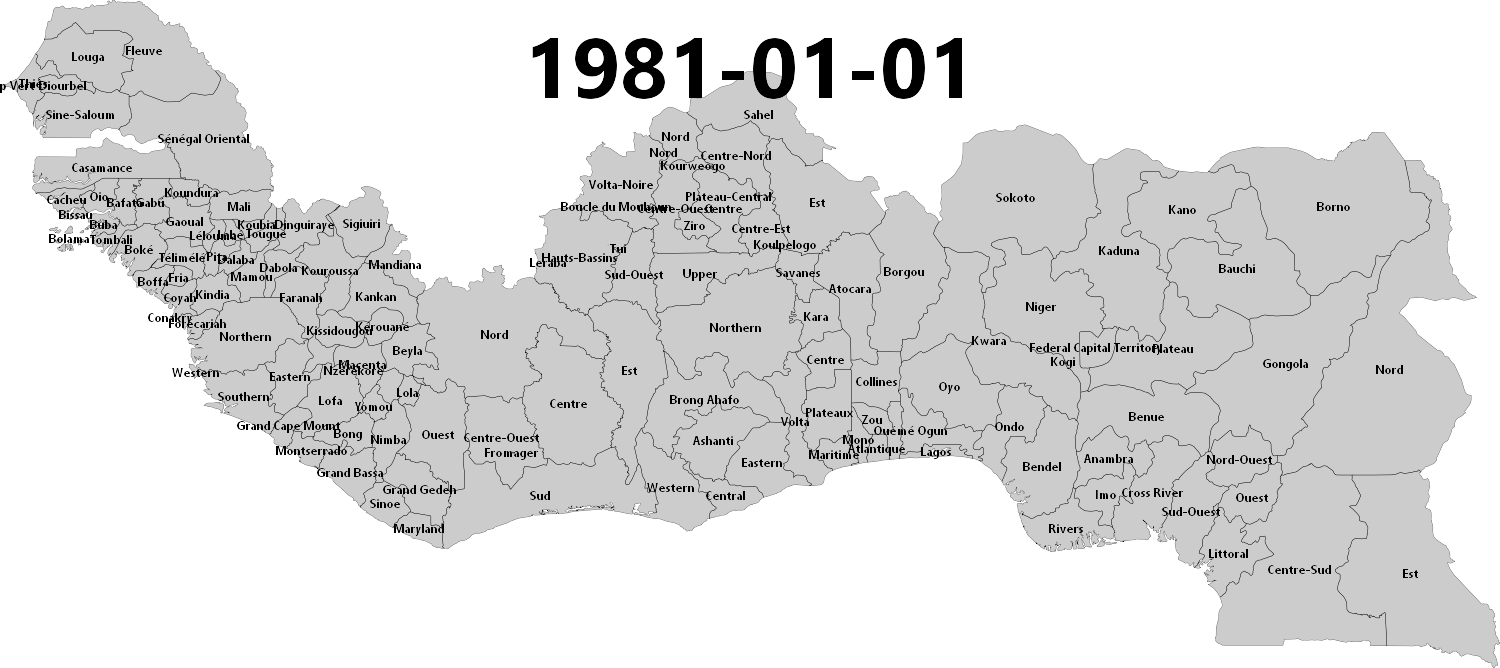 1981-01-01
Louga
Fleuve
Thiès
p Vert
Diourbel
Sine-Saloum
Sénégal Oriental
Casamance
Sahel
Nord
Nord
Centre-Nord
Kourweogo
Volta-Noire
Plateau-Central
Boucle du Mouhoun
Centre-Ouest
Centre
Est
Ziro
Centre-Est
Koulpelogo
Tui
Hauts-Bassins
Leraba
Sud-Ouest
Upper
Savanes
Atocara
Borgou
Sokoto
Kano
Borno
Kaduna
Bauchi
Koundura
Cacheu
Oio
Bafata
Gabú
Mali
Bissau
Buba
Gaoual
Koubia
Dinguiraye
Sigiuiri
Bolama
Tombali
Lélouma
Labe
Tougue
Boké
Télimélé
Pita
Dalaba
Dabola
Kouroussa
Mandiana
Boffa
Fria
Mamou
Coyah
Kindia
Faranah
Kankan
Conakry
Forecariah
Kissidougou
Kerouané
Northern
Beyla
Macenta
Nzerekore
Western
Eastern
Lola
Southern
Lofa
Yomou
Grand Cape Mount
Bong
Nimba
Montserrado
Grand Bassa
Grand Gedeh
Sinoe
Maryland
Nord
Est
Centre
Ouest
Centre-Ouest
Fromager
Sud
Northern
Kara
Centre
Brong Ahafo
Volta
Plateaux
Ashanti
Eastern
Maritime
Western
Central
Collines
Zou
Ouémé
Mono
Atlantique
Ogun
Lagos
Oyo
Kwara
Niger
Federal Capital Territory
Plateau
Kogi
Gongola
Nord
Ondo
Benue
Bendel
Anambra
Imo
Cross River
Rivers
Nord-Ouest
Ouest
Sud-Ouest
Littoral
Centre-Sud
Est